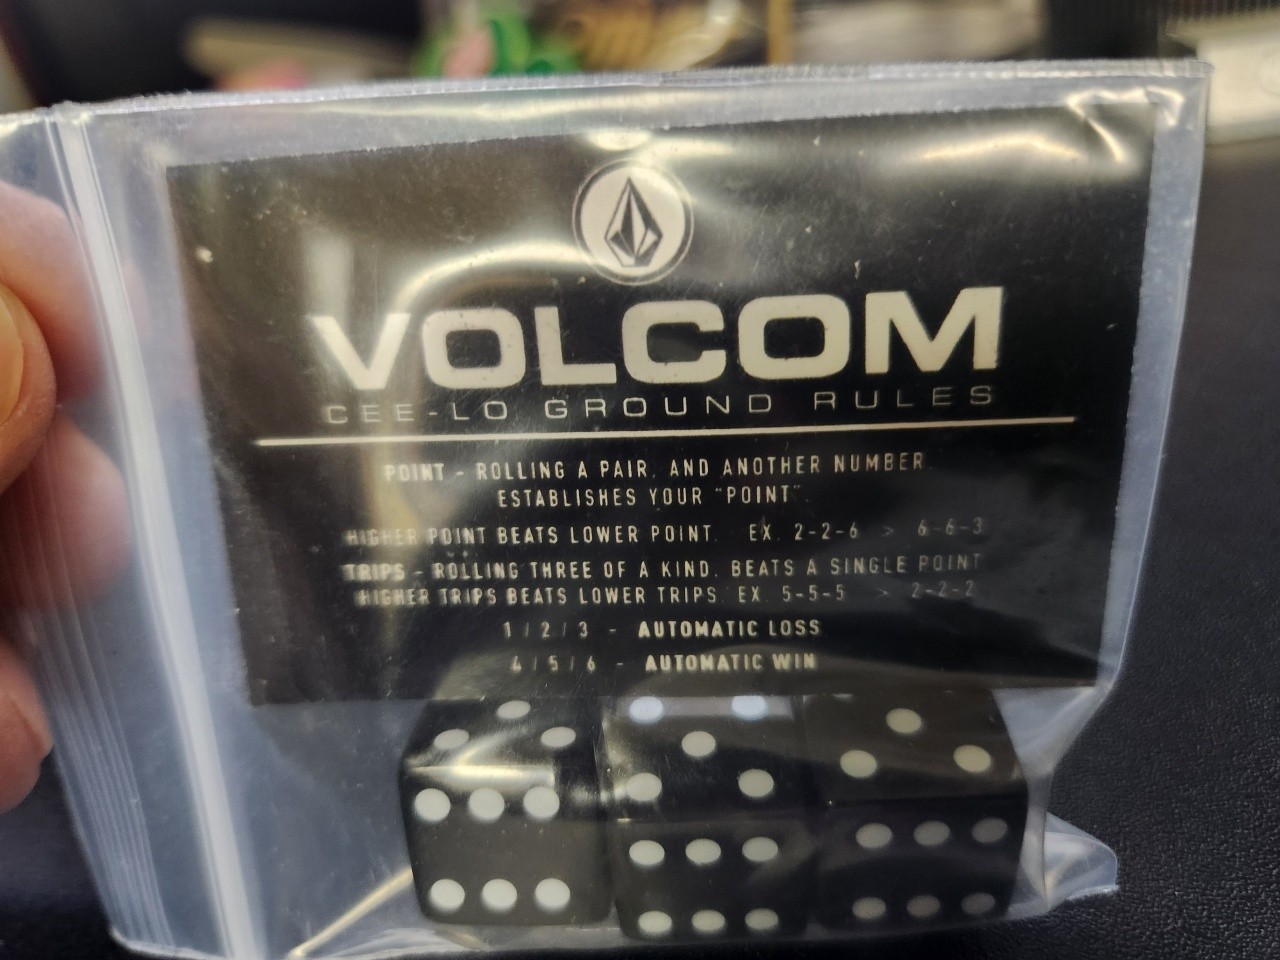 VOLCOM
CEE-LO GROUND RULES
POINT - ROLLING A PAIR, AND ANOTHER NUMBER
ESTABLISHES YOUR "POINT".
HIGHER POINT BEATS LOWER POINT. EX. 2-2-6 > 6-6-3
TRIPS - ROLLING THREE OF A KIND. BEATS A SINGLE POINT
HIGHER TRIPS BEATS LOWER TRIPS. EX. 5-5-5 > 2-2-2
1 / 2 / 3 - AUTOMATIC LOSS
4 / 5 / 6 - AUTOMATIC WIN